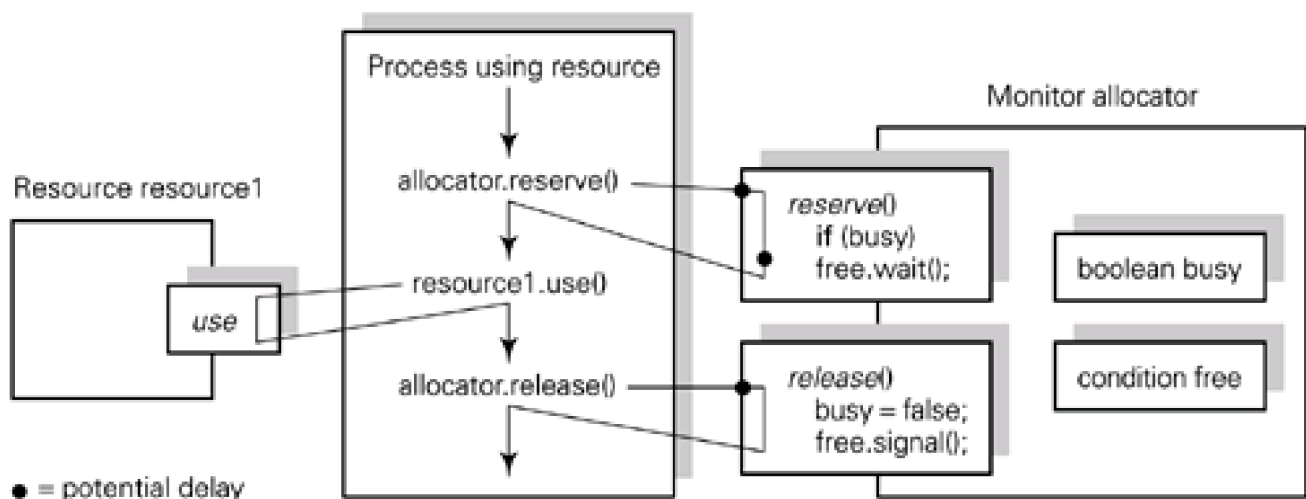 Process using resource
Monitor allocator
Resource resource1
allocator.reserve()
reserve()
if (busy)
free.wait();
boolean busy
resource1.use()
use
allocator.release()
release()
busy = false;
free.signal();
condition free
● = potential delay